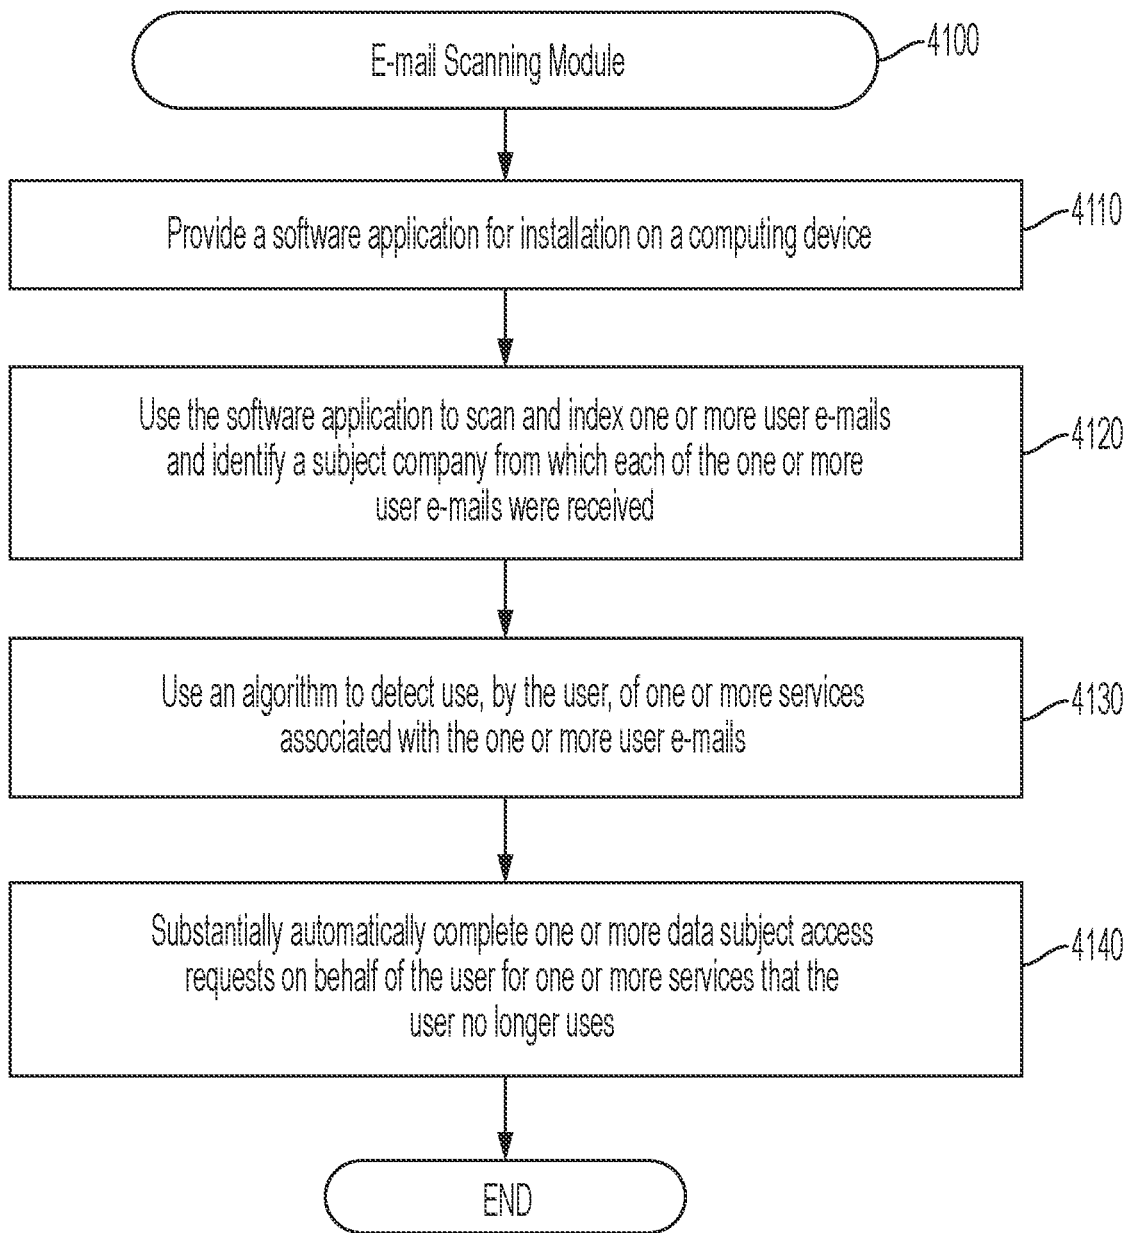 E-mail Scanning Module
4100
Provide a software application for installation on a computing device
4110
Use the software application to scan and index one or more user e-mails
and identify a subject company from which each of the one or more
user e-mails were received
4120
Use an algorithm to detect use, by the user, of one or more services
associated with the one or more user e-mails
4130
Substantially automatically complete one or more data subject access
requests on behalf of the user for one or more services that the
user no longer uses
4140
END